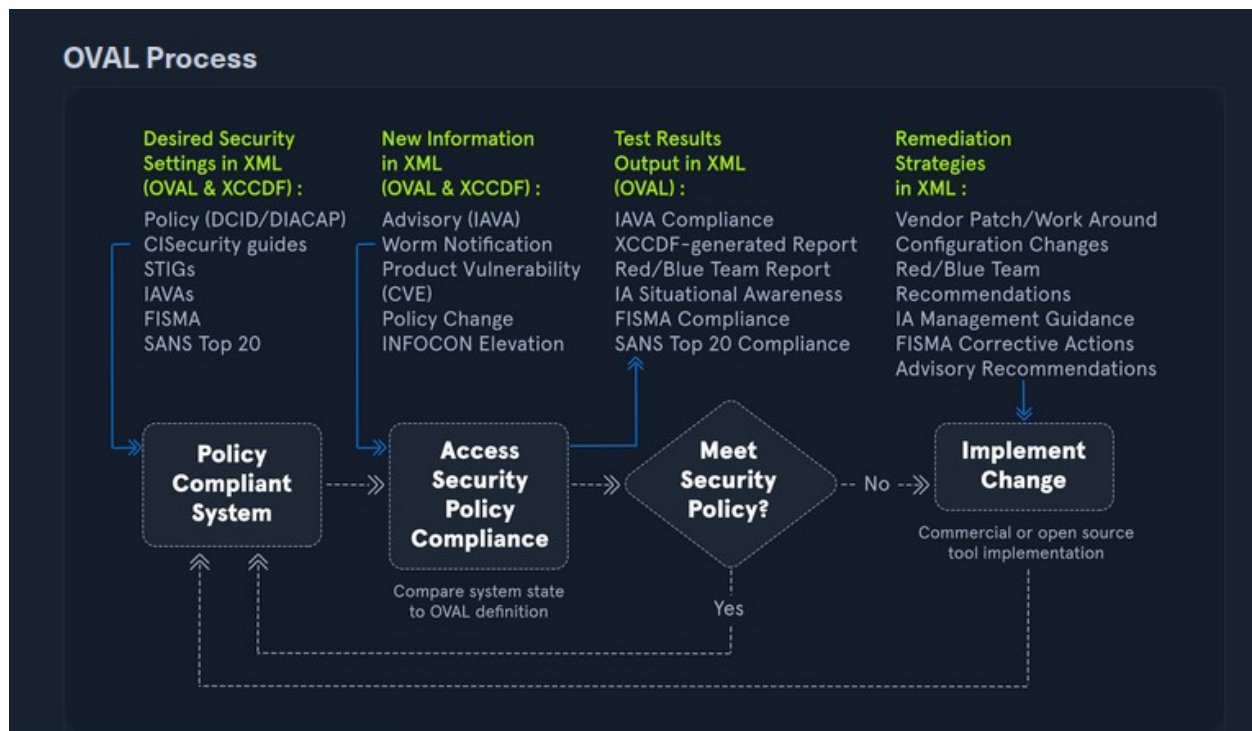 OVAL Process
Desired Security
Settings in XML
(OVAL & XCCDF) :
Policy (DCID/DIACAP)
CISecurity guides
STIGs
IAVAs
FISMA
SANS Top 20
New Information
in XML
(OVAL & XCCDF) :
Advisory (IAVA)
Worm Notification
Product Vulnerability
(CVE)
Policy Change
INFOCON Elevation
Test Results
Output in XML
(OVAL) :
IAVA Compliance
XCCDF-generated Report
Red/Blue Team Report
IA Situational Awareness
FISMA Compliance
SANS Top 20 Compliance
Remediation
Strategies
in XML :
Vendor Patch/Work Around
Configuration Changes
Red/Blue Team
Recommendations
IA Management Guidance
FISMA Corrective Actions
Advisory Recommendations
Policy
Compliant
System
Access
Security
Policy
Compliance
Compare system state
to OVAL definition
Meet
Security
Policy?
No
Yes
Implement
Change
Commercial or open source
tool implementation